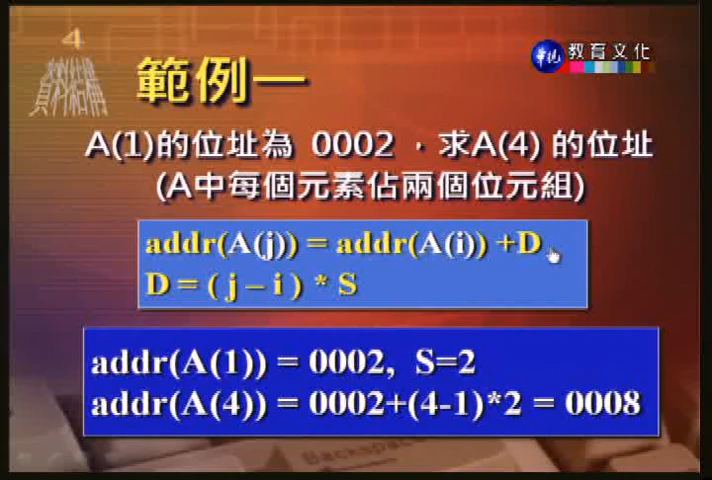 4
資料結構
範例一
華視 教育文化
A(1)的位址為 0002 ,求A(4) 的位址
(A中每個元素佔兩個位元組)
addr(A(j)) = addr(A(i)) +D
D = ( j – i ) * S
addr(A(1)) = 0002, S=2
addr(A(4)) = 0002+(4-1)*2 = 0008
Backspace